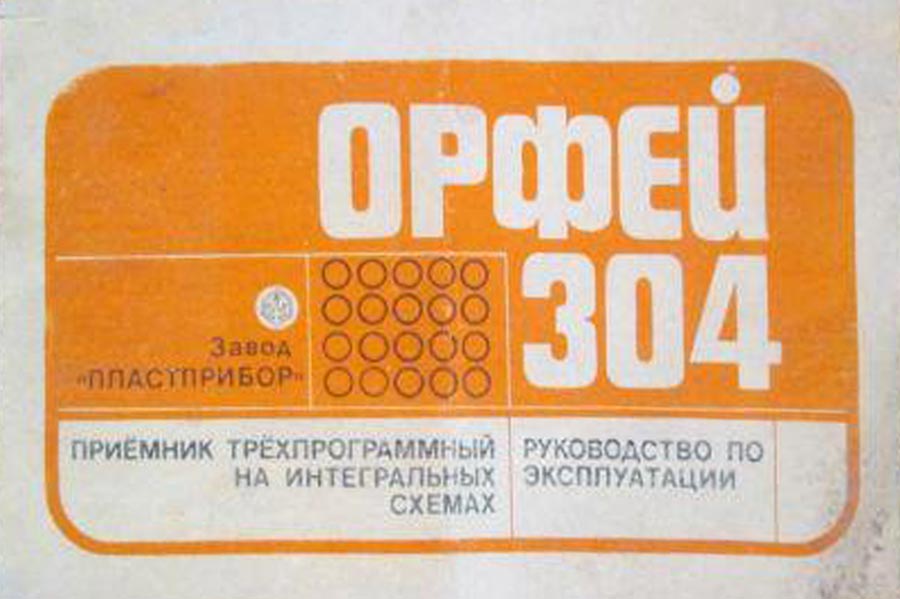 ОРФЕЙ
304
Завод
«ПЛАСТПРИБОР»
ПРИЁМНИК ТРЁХПРОГРАММНЫЙ
НА ИНТЕГРАЛЬНЫХ
СХЕМАХ
РУКОВОДСТВО ПО
ЭКСПЛУАТАЦИИ